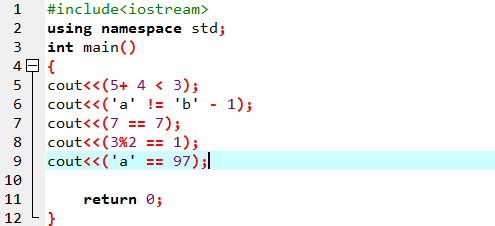 1 #include<iostream>
2 using namespace std;
3 int main()
4 {
5 cout<<(5+ 4 < 3);
6 cout<<('a' != 'b' - 1);
7 cout<<(7 == 7);
8 cout<<(3%2 == 1);
9 cout<<('a' == 97);
10
11 return 0;
12 }